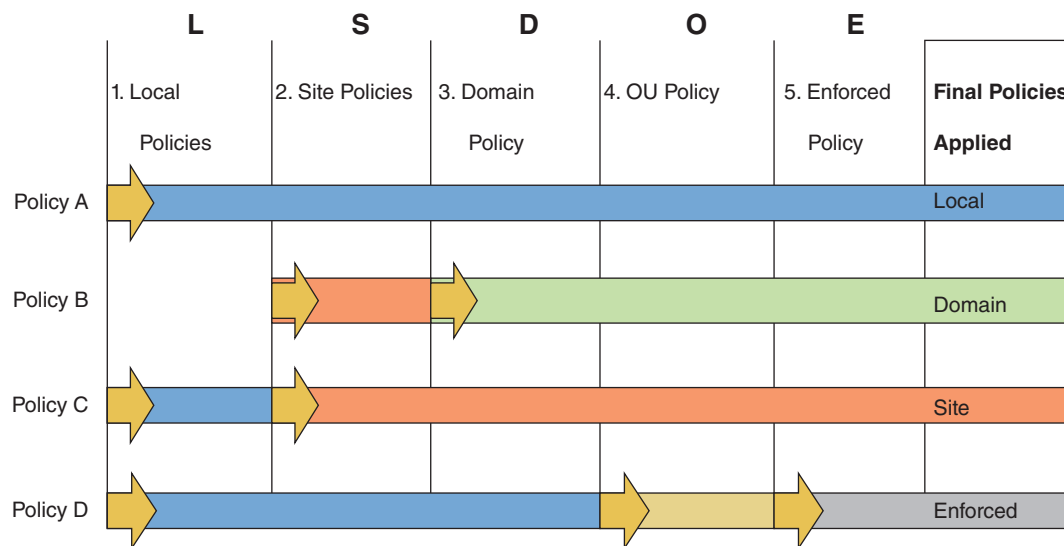 L S D O E
1. Local 2. Site Policies 3. Domain 4. OU Policy 5. Enforced Final Policies
Policies Policy Policy Applied
Policy A Local
Policy B Domain
Policy C Site
Policy D Enforced